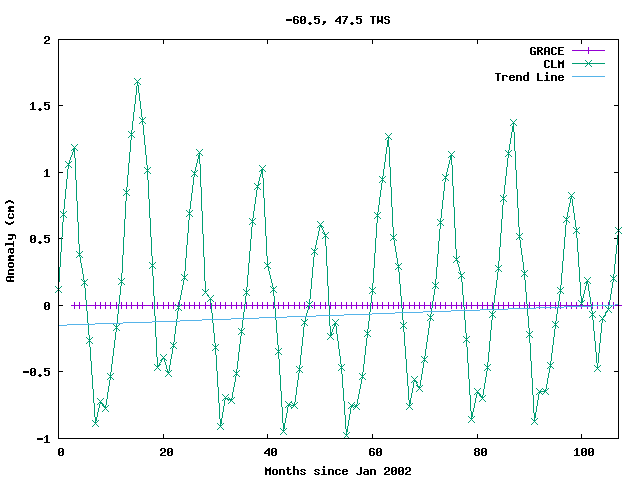 -60.5, 47.5 TWS
GRACE
CLM
Trend Line
2
1.5
1
0.5
0
-0.5
-1
Anomaly (cm)
0 20 40 60 80 100
Months since Jan 2002